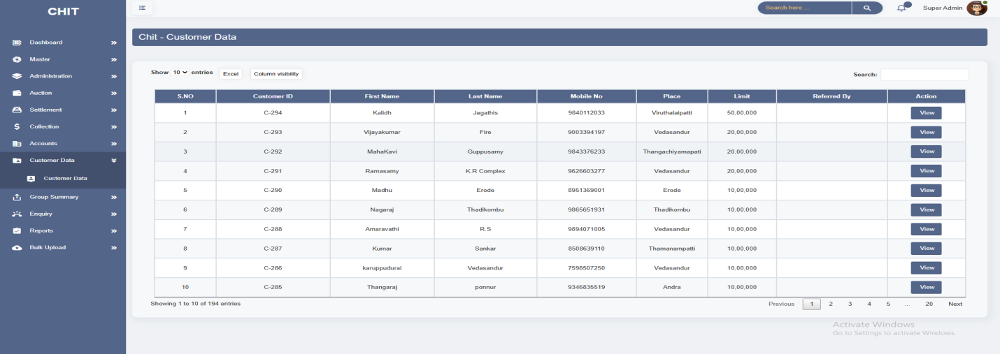 CHIT
Search here ...
Super Admin
Chit - Customer Data
Dashboard
Master
Administration
Auction
Settlement
Collection
Accounts
Customer Data
Customer Data
Group Summary
Enquiry
Reports
Bulk Upload
Show 10 entries Excel Column visibility Search:
S.NO Customer ID First Name Last Name Mobile No Place Limit Referred By Action
1 C-294 Kalidh Jagathis 9840112033 Viruthalaipatti 50,00,000 View
2 C-293 Vijayakumar Fire 9003394197 Vedasandur 20,00,000 View
3 C-292 MahaKavi Guppusamy 9843376233 Thangachiyamapati 20,00,000 View
4 C-291 Ramasamy K.R Complex 9626603277 Vedasandur 20,00,000 View
5 C-290 Madhu Erode 8951369001 Erode 10,00,000 View
6 C-289 Nagaraj Thadikombu 9865651931 Thadikombu 10,00,000 View
7 C-288 Amaravathi R.S 9894071005 Vedasandur 10,00,000 View
8 C-287 Kumar Sankar 8508639110 Thamanampatti 10,00,000 View
9 C-286 karuppudurai Vedasandur 7598507250 Vedasandur 10,00,000 View
10 C-285 Thangaraj ponnur 9346835519 Andra 10,00,000 View
Showing 1 to 10 of 194 entries Previous 1 2 3 4 5 ... 20 Next
Activate Windows
Go to Settings to activate Windows.